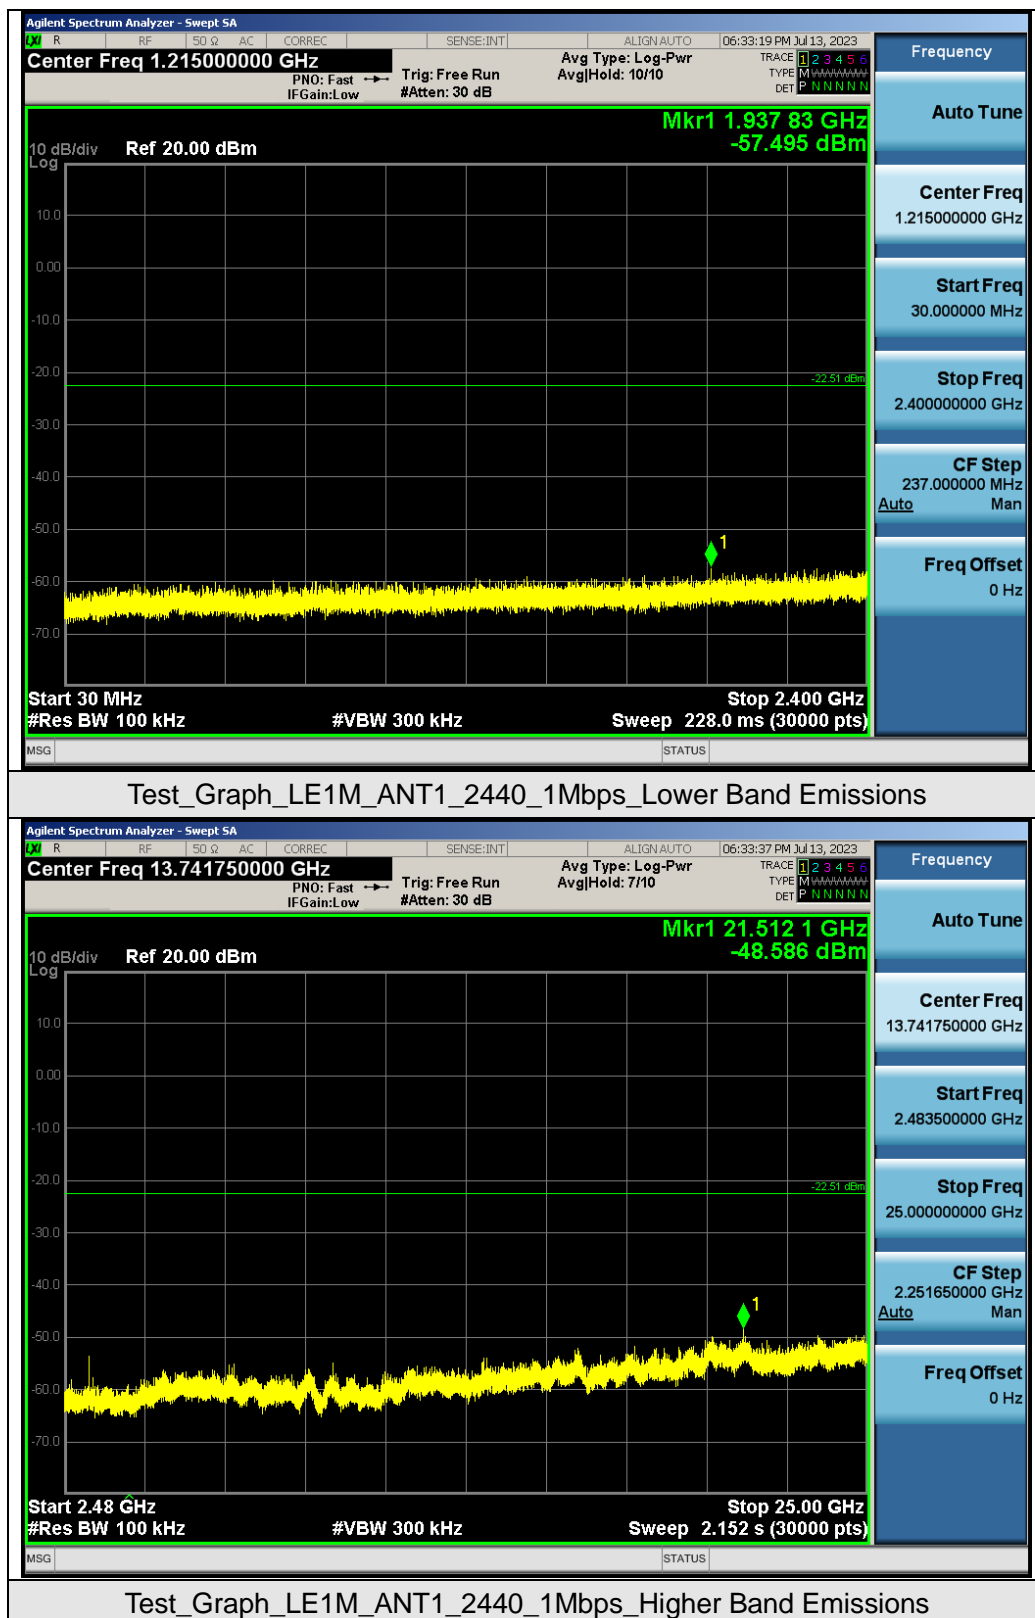 Agilent Spectrum Analyzer - Swept SA
LXI R RF 50 Ω AC CORREC SENSE:INT ALIGN AUTO 06:33:19 PM Jul 13, 2023
Center Freq 1.215000000 GHz
PNO: Fast Trig: Free Run
IFGain:Low #Atten: 30 dB
Avg Type: Log-Pwr
Avg|Hold: 10/10
TRACE 1 2 3 4 5 6
TYPE M WWWWW
DET P N N N N N
Frequency
Mkr1 1.937 83 GHz
-57.495 dBm
10 dB/div Ref 20.00 dBm
Log
10.0
0.00
-10.0
-20.0
-22.51 dBm
-30.0
-40.0
-50.0
1
-60.0
-70.0
Start 30 MHz Stop 2.400 GHz
#Res BW 100 kHz #VBW 300 kHz Sweep 228.0 ms (30000 pts)
MSG STATUS
Auto Tune
Center Freq
1.215000000 GHz
Start Freq
30.000000 MHz
Stop Freq
2.400000000 GHz
CF Step
237.000000 MHz
Auto Man
Freq Offset
0 Hz
Test_Graph_LE1M_ANT1_2440_1Mbps_Lower Band Emissions
Agilent Spectrum Analyzer - Swept SA
LXI R RF 50 Ω AC CORREC SENSE:INT ALIGN AUTO 06:33:37 PM Jul 13, 2023
Center Freq 13.741750000 GHz
PNO: Fast Trig: Free Run
IFGain:Low #Atten: 30 dB
Avg Type: Log-Pwr
Avg|Hold: 7/10
TRACE 1 2 3 4 5 6
TYPE M WWWWW
DET P N N N N N
Frequency
Mkr1 21.512 1 GHz
-48.586 dBm
10 dB/div Ref 20.00 dBm
Log
10.0
0.00
-10.0
-20.0
-22.51 dBm
-30.0
-40.0
1
-50.0
-60.0
-70.0
Start 2.48 GHz Stop 25.00 GHz
#Res BW 100 kHz #VBW 300 kHz Sweep 2.152 s (30000 pts)
MSG STATUS
Auto Tune
Center Freq
13.741750000 GHz
Start Freq
2.483500000 GHz
Stop Freq
25.000000000 GHz
CF Step
2.251650000 GHz
Auto Man
Freq Offset
0 Hz
Test_Graph_LE1M_ANT1_2440_1Mbps_Higher Band Emissions